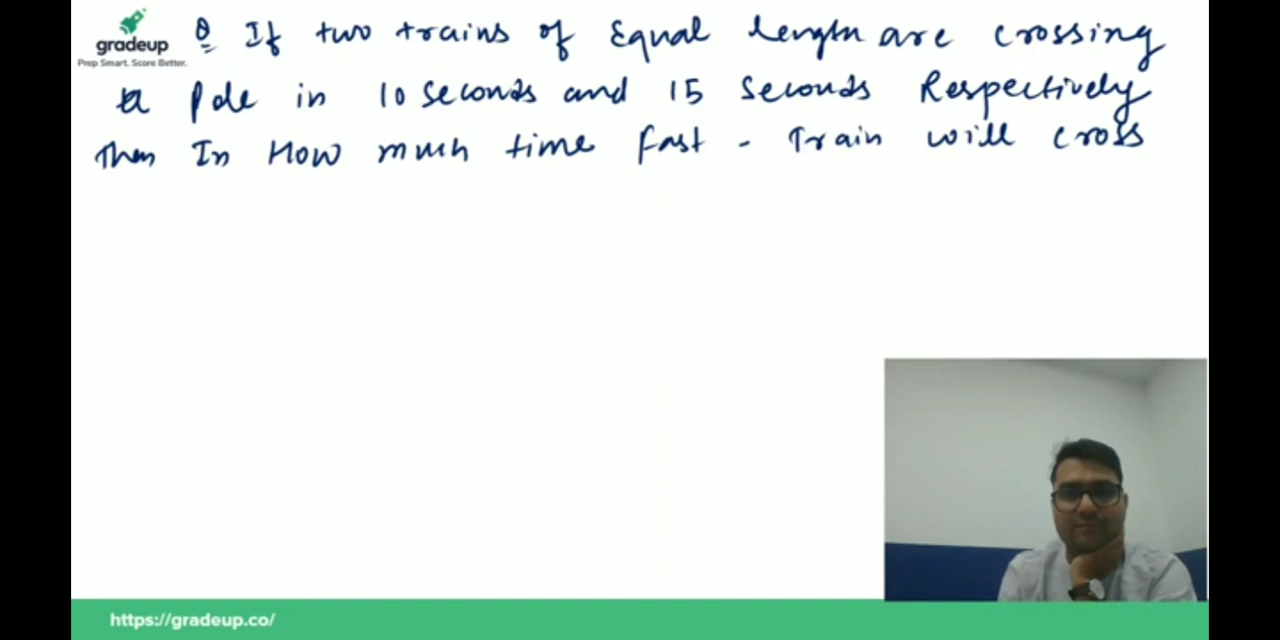 gradeup
Prep Smart. Score Better.
Q If two trains of Equal length are crossing
a Pole in 10 seconds and 15 seconds Respectively
Then In How much time fast - Train will cross
https://gradeup.co/